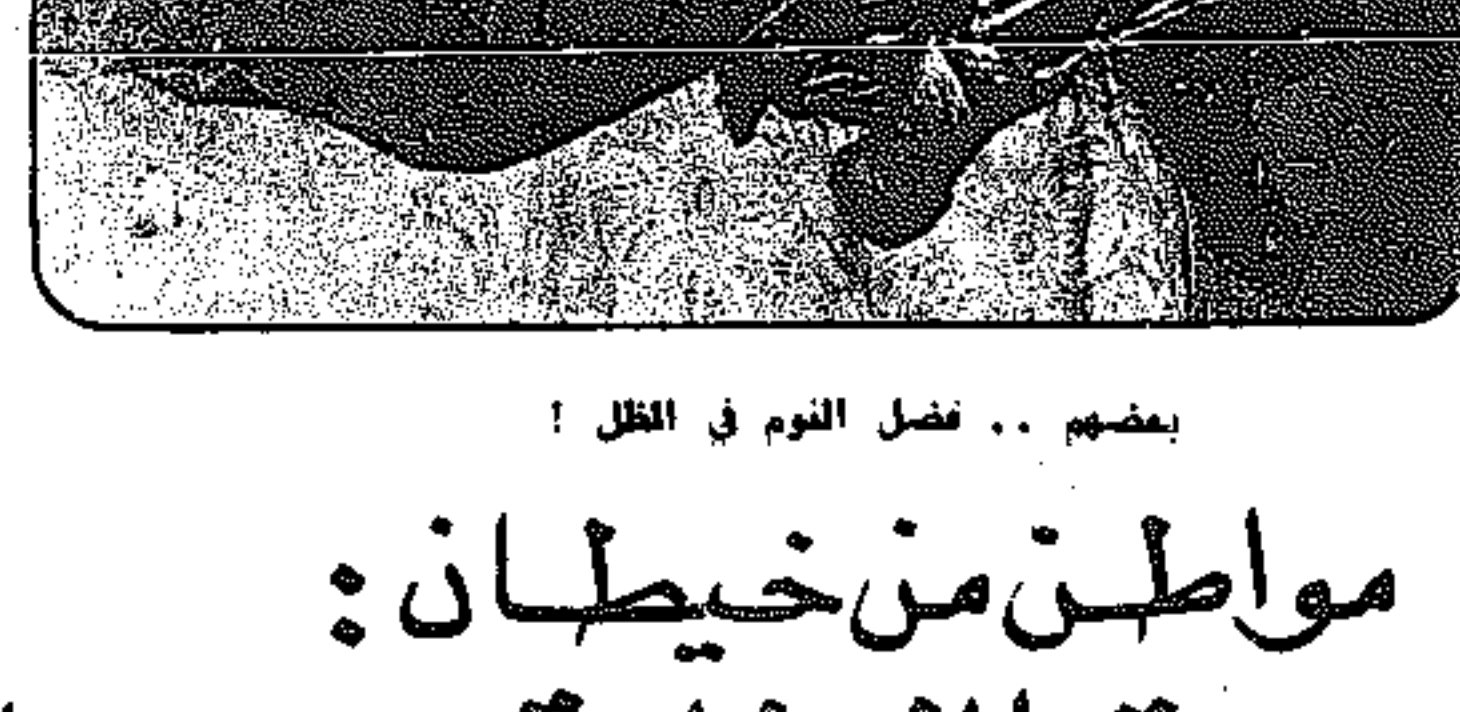 بعضهم .. فضل النوم في الظل !
مواطن من خيطان :